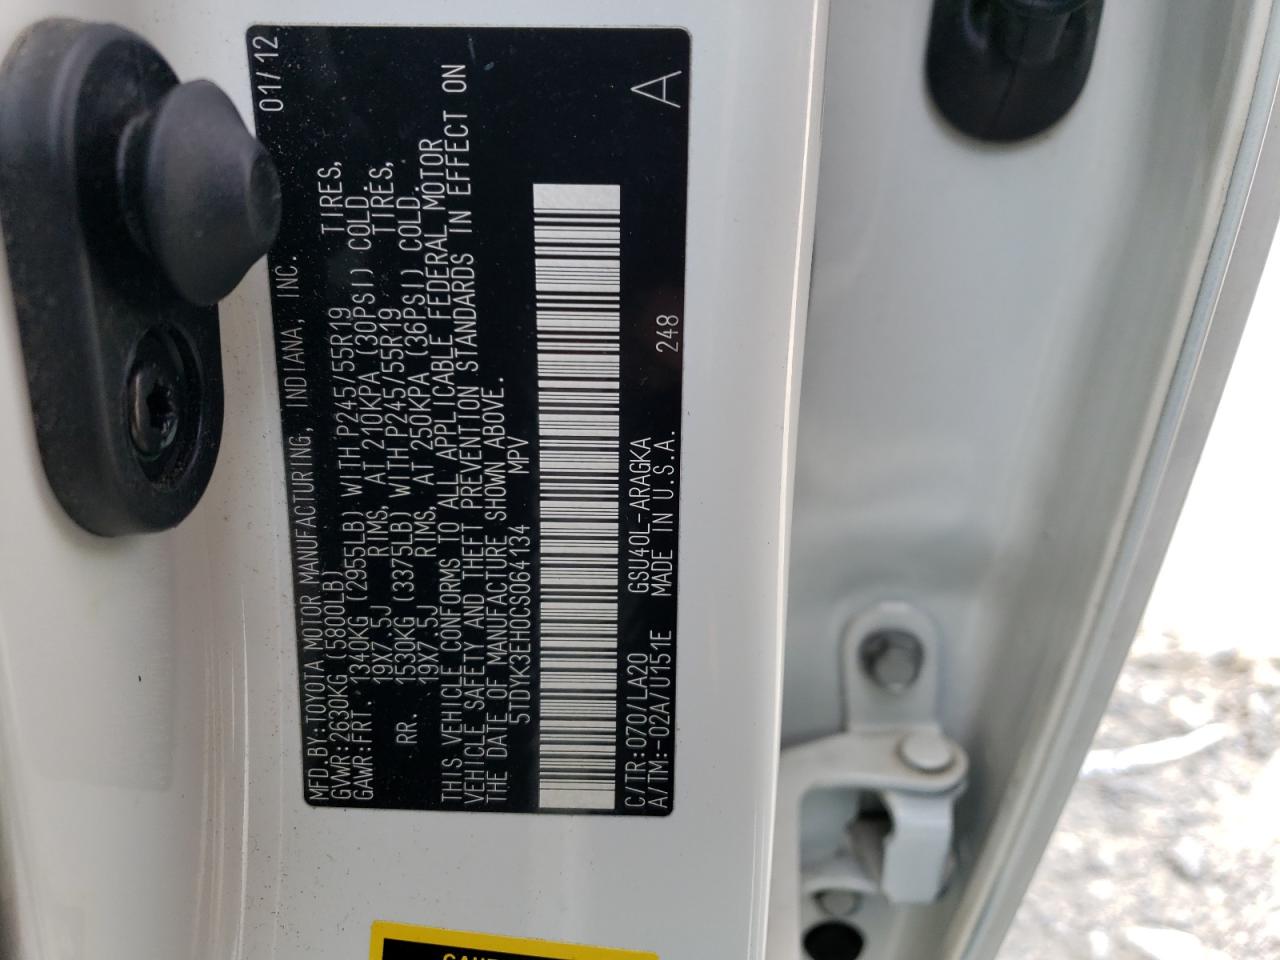 MFD.BY:TOYOTA MOTOR MANUFACTURING, INDIANA, INC. 01/12
GVWR:2630KG (5800LB)
GAWR:FRT. 1340KG (2955LB) WITH P245/55R19 TIRES,
19X7.5J RIMS, AT 210KPA (30PSI) COLD.
RR. 1530KG (3375LB) WITH P245/55R19 TIRES,
19X7.5J RIMS, AT 250KPA (36PSI) COLD.
THIS VEHICLE CONFORMS TO ALL APPLICABLE FEDERAL MOTOR
VEHICLE SAFETY AND THEFT PREVENTION STANDARDS IN EFFECT ON
THE DATE OF MANUFACTURE SHOWN ABOVE.
5TDYK3EH0CS064134 MPV
C/TR:070/LA20 GSU40L-ARAGKA
A/TM:-02A/U151E MADE IN U.S.A. 248 A